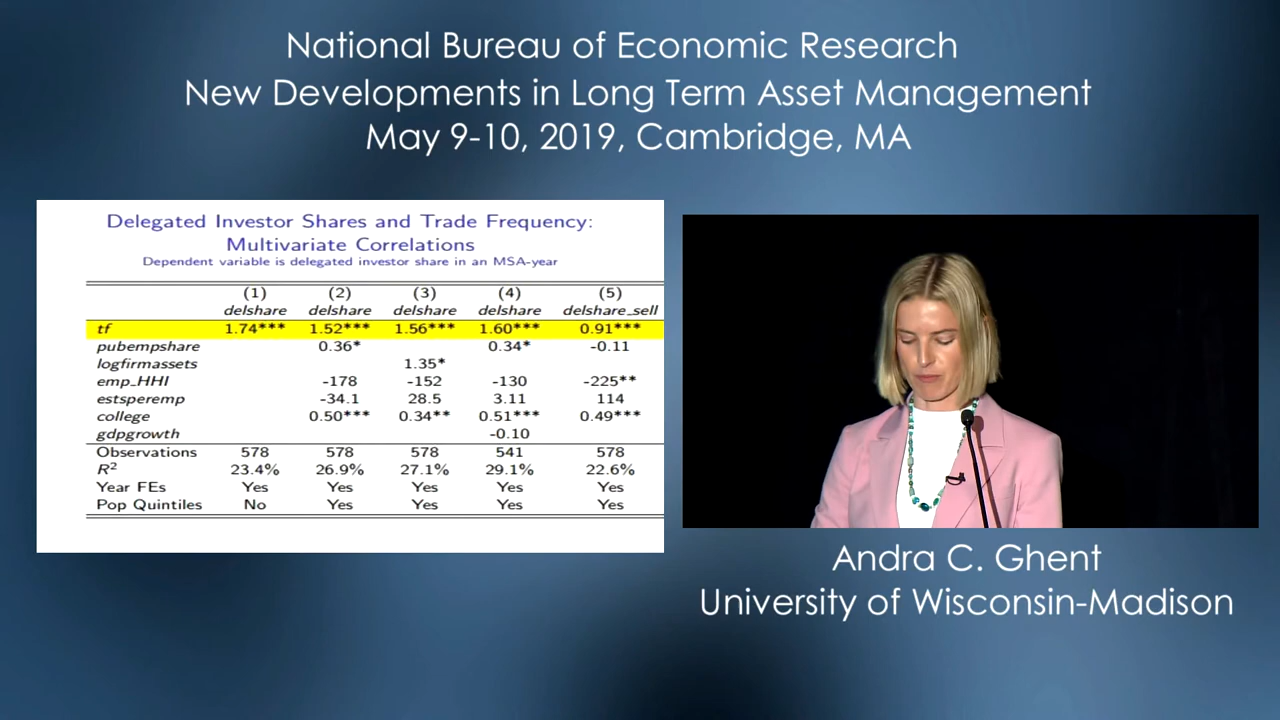 National Bureau of Economic Research
New Developments in Long Term Asset Management
May 9-10, 2019, Cambridge, MA
Delegated Investor Shares and Trade Frequency:
Multivariate Correlations
Dependent variable is delegated investor share in an MSA-year
(1) (2) (3) (4) (5)
delshare delshare delshare delshare delshare_sell
tf 1.74*** 1.52*** 1.56*** 1.60*** 0.91***
pubempshare 0.36* 0.34* -0.11
logfirmassets 1.35*
emp_HHI -178 -152 -130 -225**
estsperemp -34.1 28.5 3.11 114
college 0.50*** 0.34** 0.51*** 0.49***
gdpgrowth -0.10
Observations 578 578 578 541 578
R² 23.4% 26.9% 27.1% 29.1% 22.6%
Year FEs Yes Yes Yes Yes Yes
Pop Quintiles No Yes Yes Yes Yes
Andra C. Ghent
University of Wisconsin-Madison